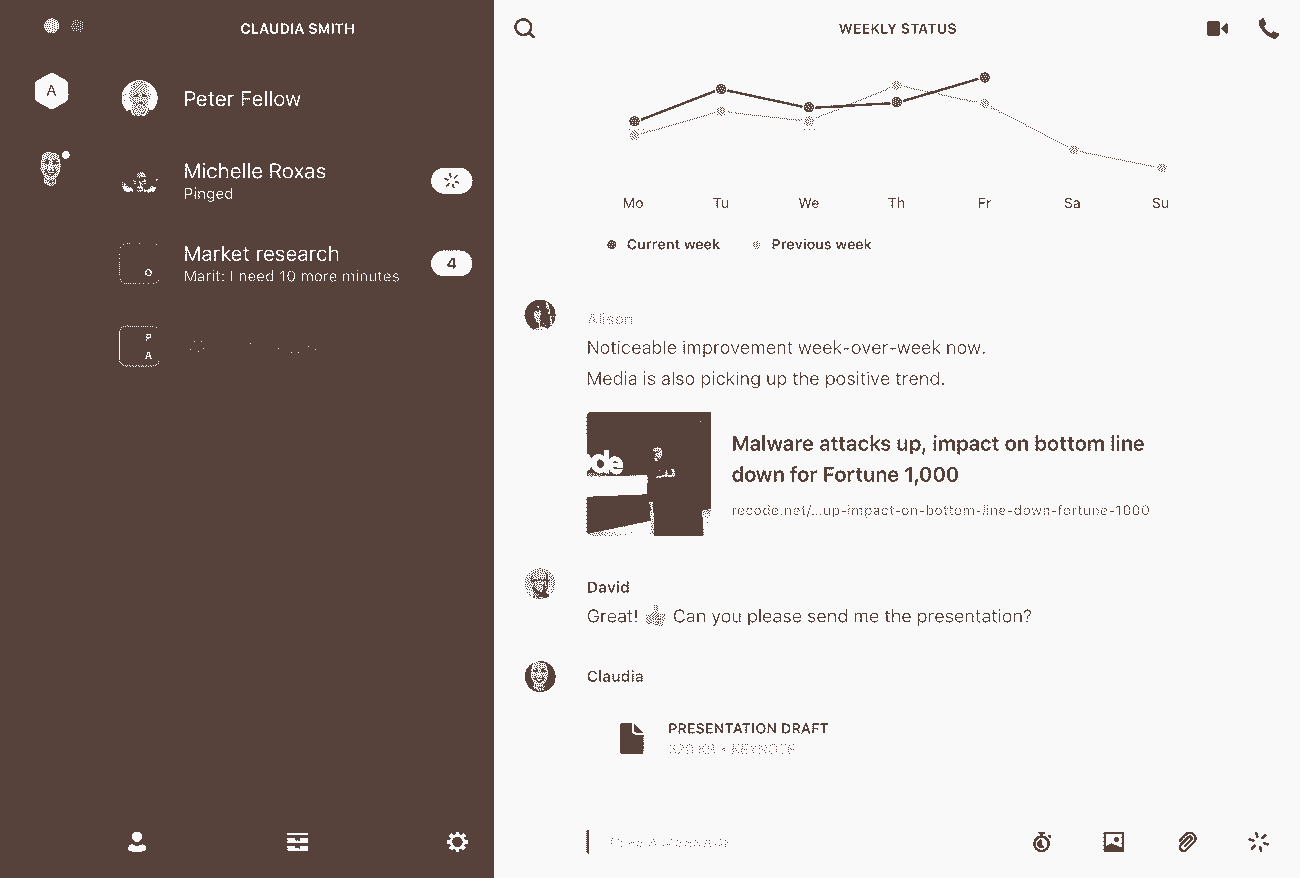 CLAUDIA SMITH
A
Peter Fellow
Michelle Roxas
Pinged
Market research
Marit: I need 10 more minutes
4
O
P
A
WEEKLY STATUS
Mo Tu We Th Fr Sa Su
Current week Previous week
Alison
Noticeable improvement week-over-week now.
Media is also picking up the positive trend.
ode
Malware attacks up, impact on bottom line
down for Fortune 1,000
recode.net/...up-impact-on-bottom-line-down-fortune-1000
David
Great! 👍 Can you please send me the presentation?
Claudia
PRESENTATION DRAFT
320 KB • KEYNOTE